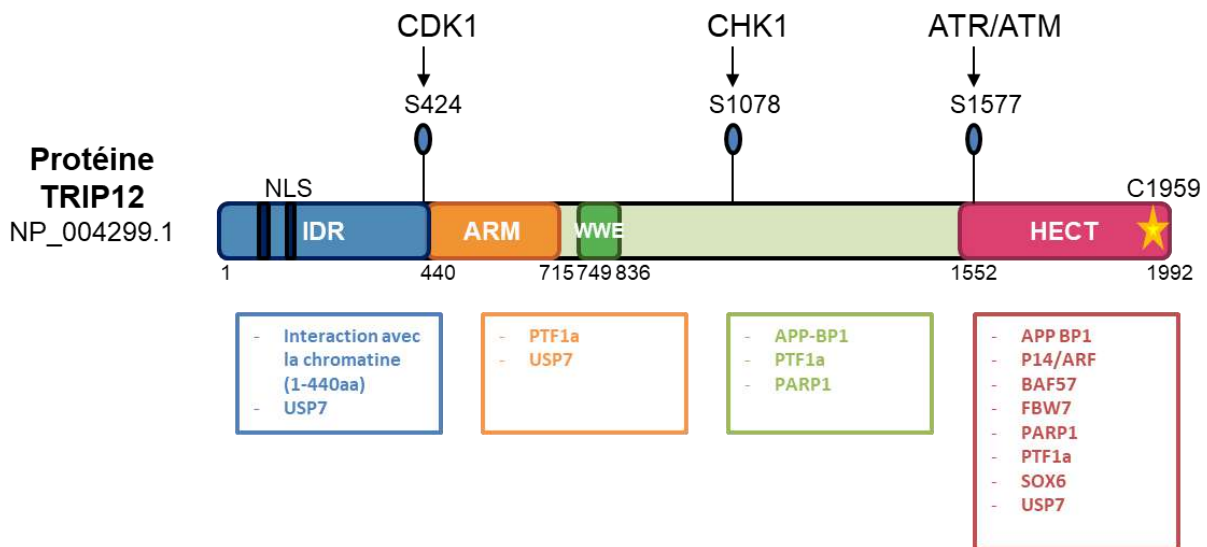 CDK1
CHK1
ATR/ATM
S424
S1078
S1577
Protéine
TRIP12
NP_004299.1
NLS
C1959
IDR
ARM
WWE
HECT
1
440
715
749
836
1552
1992
- Interaction avec
la chromatine
(1-440aa)
- USP7
- PTF1a
- USP7
- APP-BP1
- PTF1a
- PARP1
- APP BP1
- P14/ARF
- BAF57
- FBW7
- PARP1
- PTF1a
- SOX6
- USP7